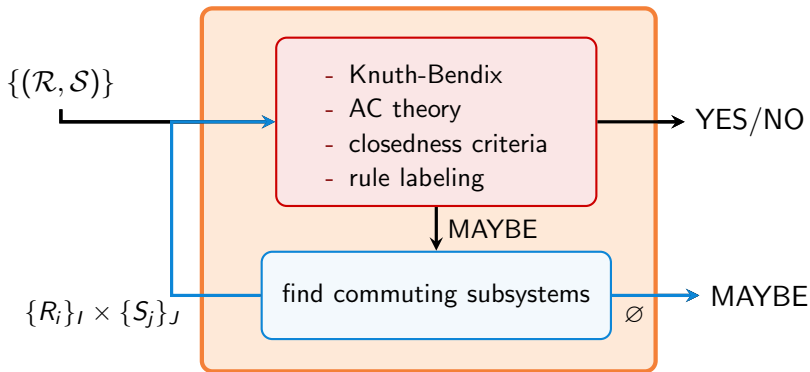 {(R, S)}
- Knuth-Bendix
- AC theory
- closedness criteria
- rule labeling
YES/NO
MAYBE
find commuting subsystems
MAYBE
{R_i}_I × {S_j}_J
∅